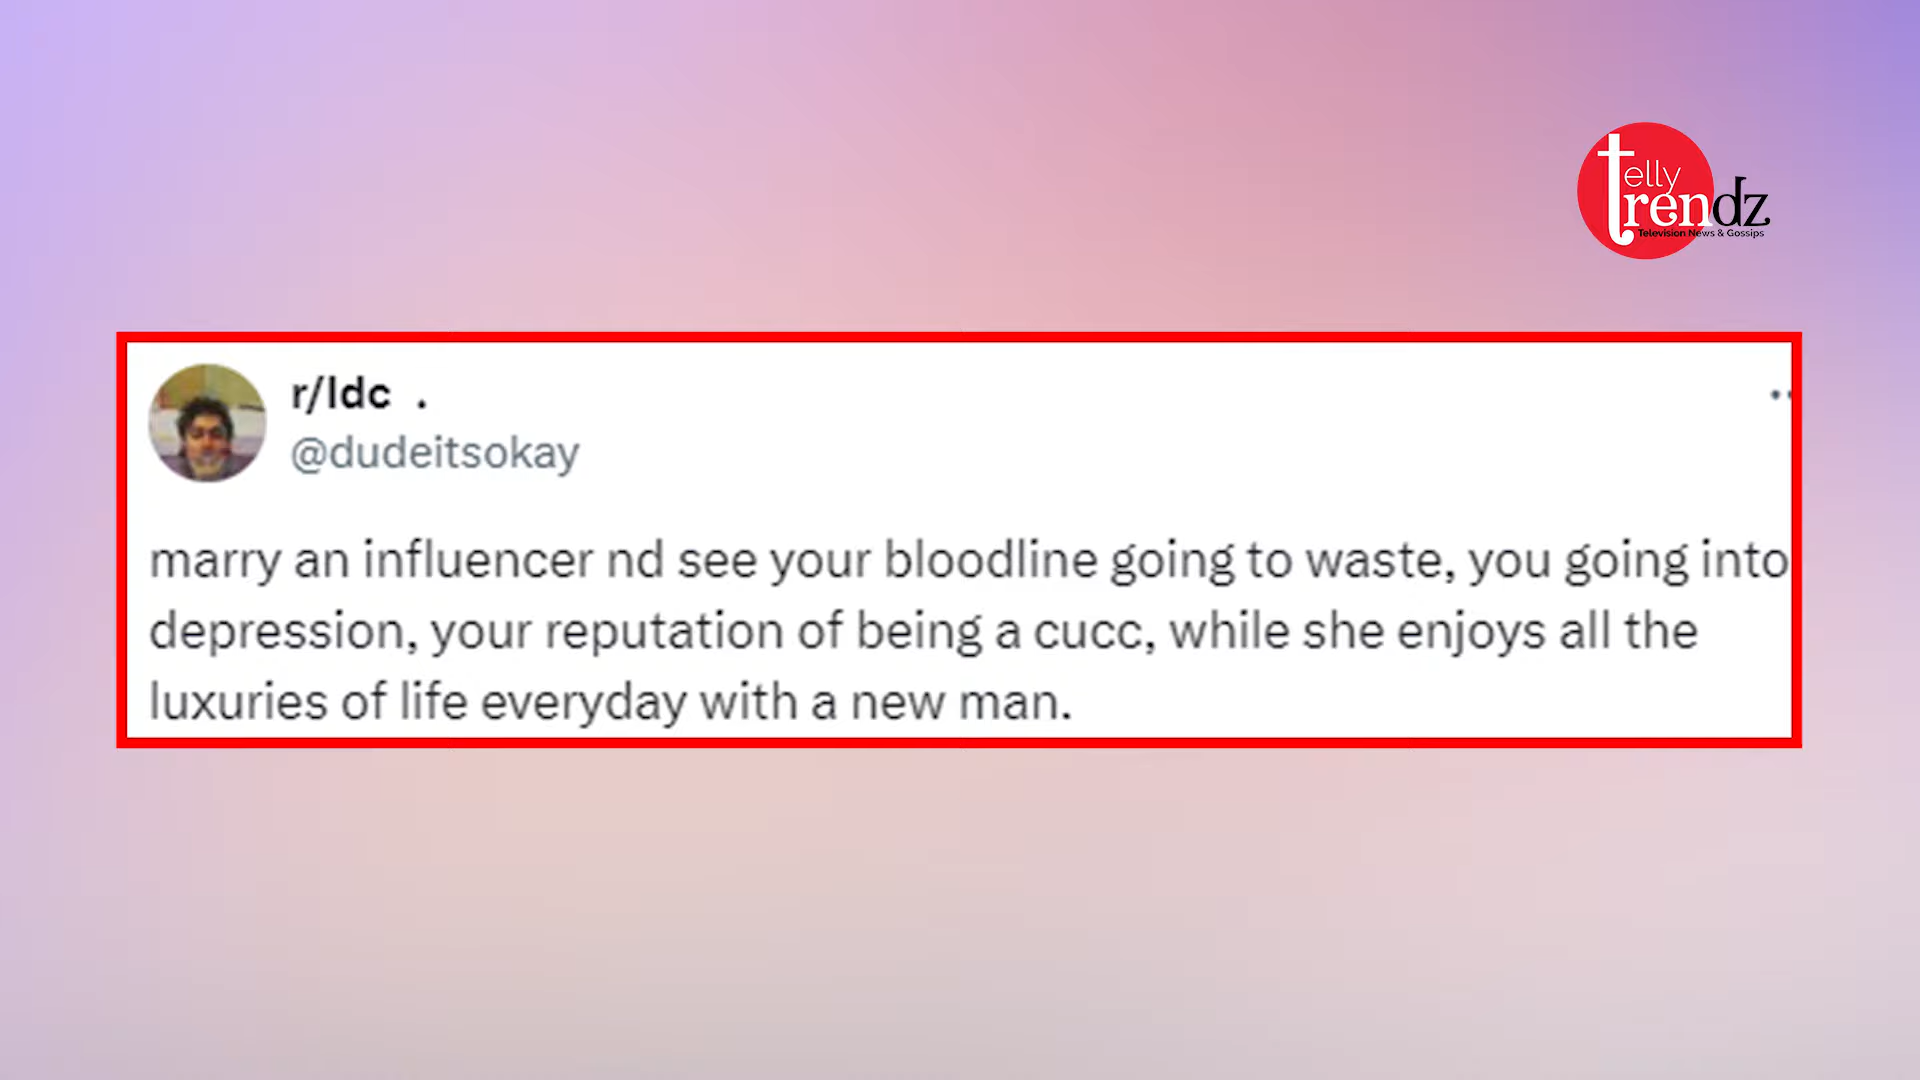 telly
trendz
Television News & Gossips
r/ldc .
@dudeitsokay
marry an influencer nd see your bloodline going to waste, you going into
depression, your reputation of being a cucc, while she enjoys all the
luxuries of life everyday with a new man.